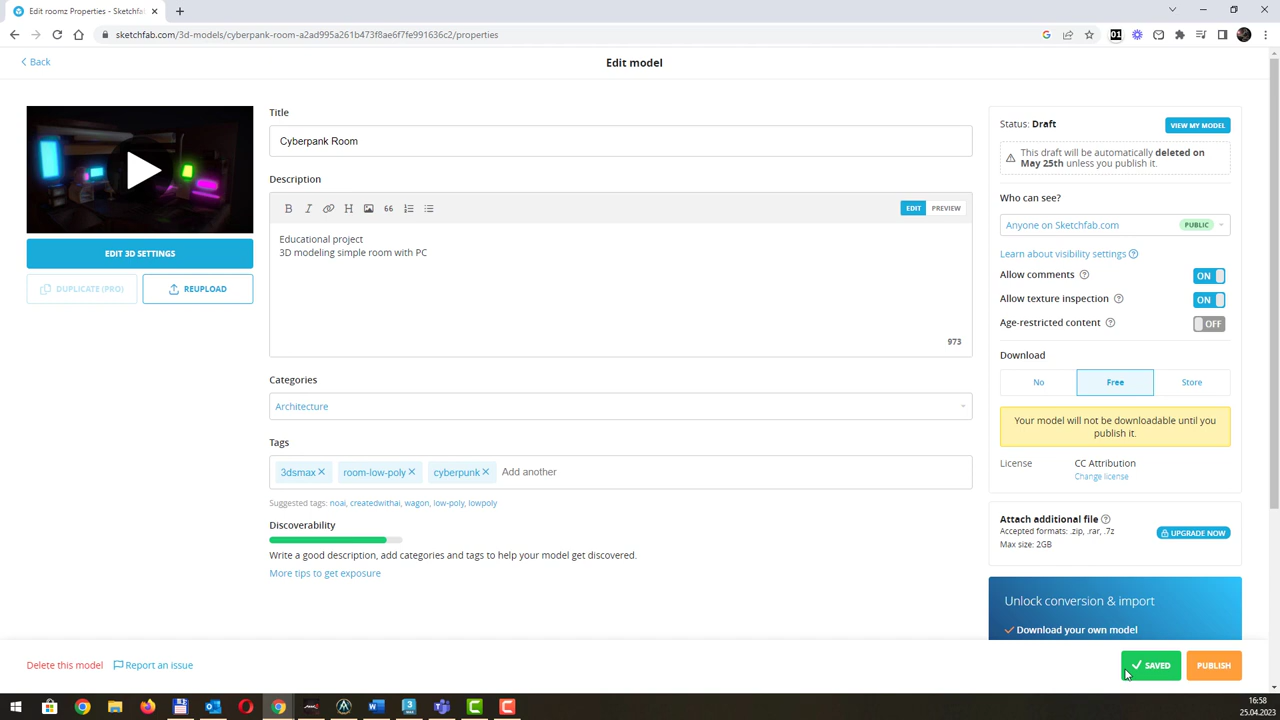 Edit roomz Properties - Sketchfab
sketchfab.com/3d-models/cyberpank-room-a2ad995a261b473f8ae6f7fe991636c2/properties
Back
Edit model
Title
Cyberpank Room
Description
EDIT PREVIEW
Educational project
3D modeling simple room with PC
973
EDIT 3D SETTINGS
DUPLICATE (PRO) REUPLOAD
Categories
Architecture
Tags
3dsmax room-low-poly cyberpunk Add another
Suggested tags: noai, createdwithai, wagon, low-poly, lowpoly
Discoverability
Write a good description, add categories and tags to help your model get discovered.
More tips to get exposure
Status: Draft VIEW MY MODEL
This draft will be automatically deleted on
May 25th unless you publish it.
Who can see?
Anyone on Sketchfab.com PUBLIC
Learn about visibility settings
Allow comments ON
Allow texture inspection ON
Age-restricted content OFF
Download
No Free Store
Your model will not be downloadable until you
publish it.
License CC Attribution
Change license
Attach additional file
Accepted formats: .zip, .rar, .7z
Max size: 2GB
UPGRADE NOW
Unlock conversion & import
Download your own model
Delete this model Report an issue
SAVED PUBLISH
16:58
25.04.2023